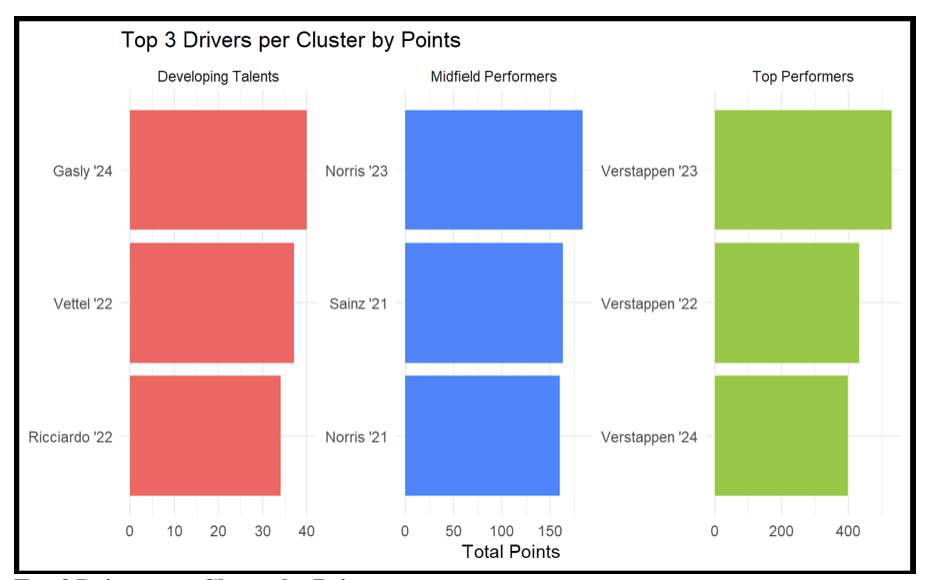 Top 3 Drivers per Cluster by Points
Developing Talents Midfield Performers Top Performers
Gasly '24 Norris '23 Verstappen '23
Vettel '22 Sainz '21 Verstappen '22
Ricciardo '22 Norris '21 Verstappen '24
0 10 20 30 40 0 50 100 150 0 200 400
Total Points